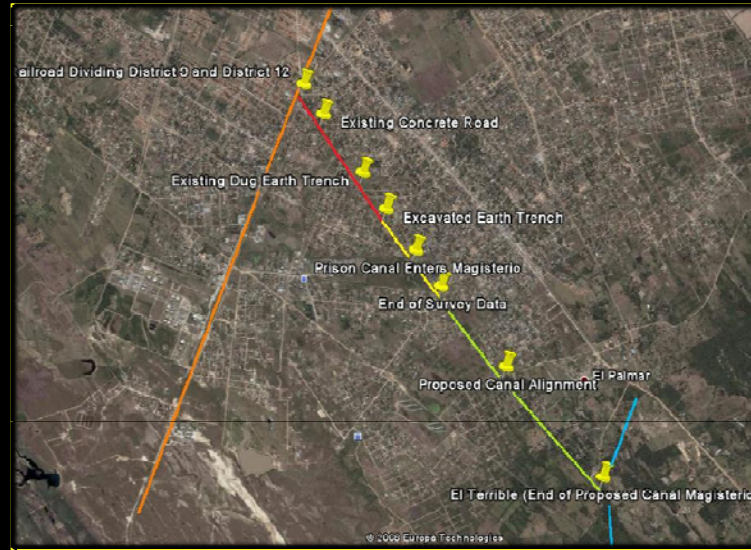 ailroad Dividing District 9 and District 12
Existing Concrete Road
Existing Dug Earth Trench
Excavated Earth Trench
Prison Canal Enters Magisterio
End of Survey Data
Proposed Canal Alignment
El Palmar
El Terrible (End of Proposed Canal Magisterio
© 2008 Europa Technologies